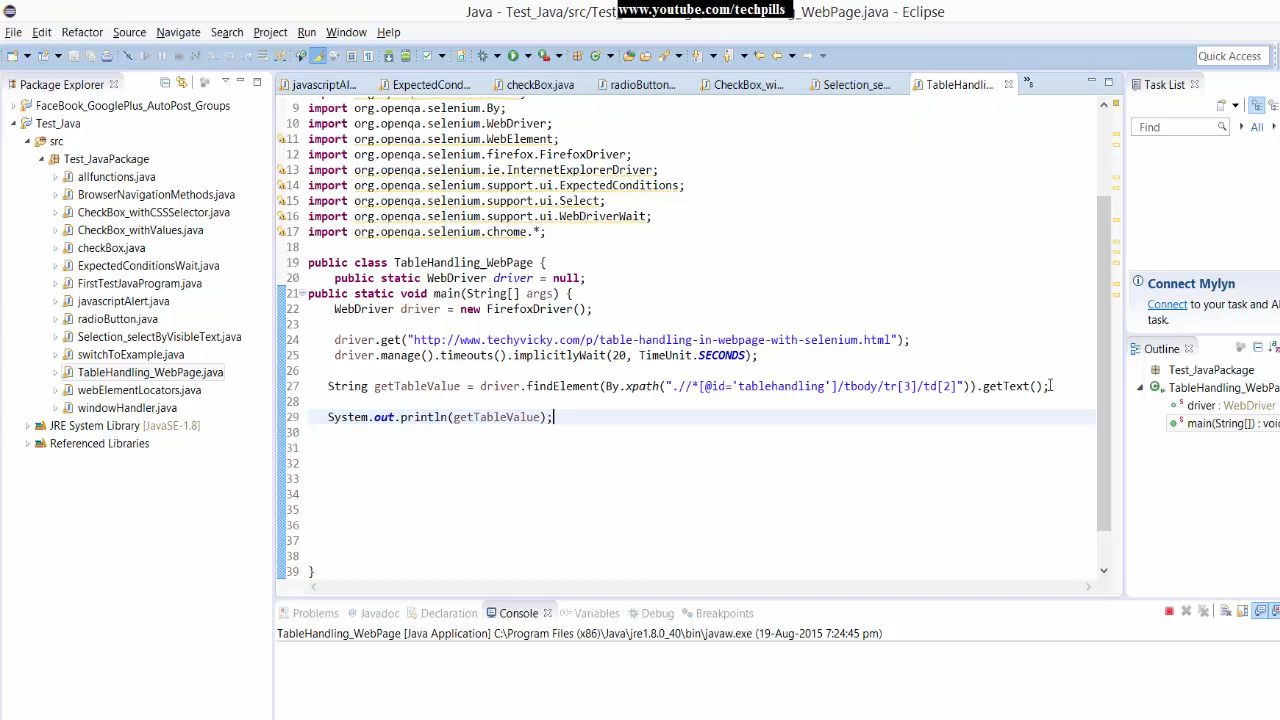 www.youtube.com/techpills
Java - Test_Java/src/Test_ _WebPage.java - Eclipse
File Edit Refactor Source Navigate Search Project Run Window Help
Quick Access
Package Explorer
javascriptAl... ExpectedCond... checkBox.java radioButton... CheckBox_wi... Selection_se... TableHandli... »8
Task List
FaceBook_GooglePlus_AutoPost_Groups
Test_Java
src
Test_JavaPackage
allfunctions.java
BrowserNavigationMethods.java
CheckBox_withCSSSelector.java
CheckBox_withValues.java
checkBox.java
ExpectedConditionsWait.java
FirstTestJavaProgram.java
javascriptAlert.java
radioButton.java
Selection_selectByVisibleText.java
switchToExample.java
TableHandling_WebPage.java
webElementLocators.java
windowHandler.java
JRE System Library [JavaSE-1.8]
Referenced Libraries
9 import org.openqa.selenium.By;
10 import org.openqa.selenium.WebDriver;
11 import org.openqa.selenium.WebElement;
12 import org.openqa.selenium.firefox.FirefoxDriver;
13 import org.openqa.selenium.ie.InternetExplorerDriver;
14 import org.openqa.selenium.support.ui.ExpectedConditions;
15 import org.openqa.selenium.support.ui.Select;
16 import org.openqa.selenium.support.ui.WebDriverWait;
17 import org.openqa.selenium.chrome.*;
18
19 public class TableHandling_WebPage {
20 public static WebDriver driver = null;
21 public static void main(String[] args) {
22 WebDriver driver = new FirefoxDriver();
23
24 driver.get("http://www.techyvicky.com/p/table-handling-in-webpage-with-selenium.html");
25 driver.manage().timeouts().implicitlyWait(20, TimeUnit.SECONDS);
26
27 String getTableValue = driver.findElement(By.xpath(".//*[@id='tablehandling']/tbody/tr[3]/td[2]")).getText();
28
29 System.out.println(getTableValue);
30
31
32
33
34
35
36
37
38
39 }
Find All
Connect Mylyn
Connect to your task and A
task.
Outline
Test_JavaPackage
TableHandling_WebPage
driver : WebDriver
main(String[]) : voi
Problems Javadoc Declaration Console Variables Debug Breakpoints
TableHandling_WebPage [Java Application] C:\Program Files (x86)\Java\jre1.8.0_40\bin\javaw.exe (19-Aug-2015 7:24:45 pm)